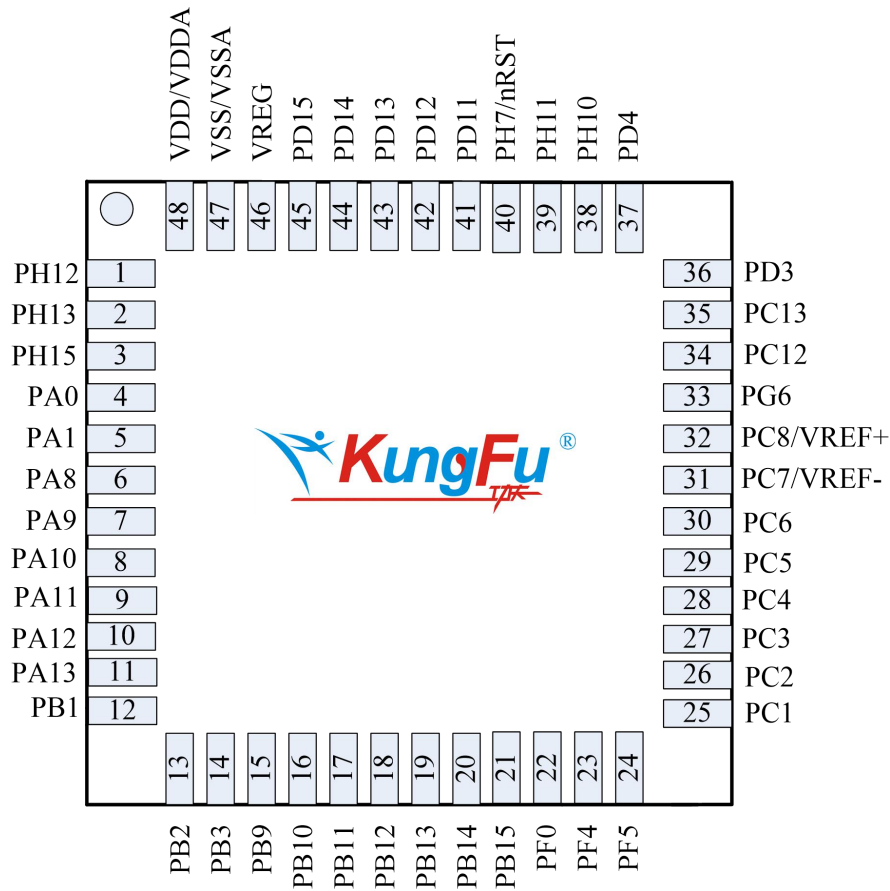 VDD/VDDA
VSS/VSSA
VREG
PD15
PD14
PD13
PD12
PD11
PH7/nRST
PH11
PH10
PD4
48
47
46
45
44
43
42
41
40
39
38
37
PH12 1
36 PD3
PH13 2
35 PC13
PH15 3
34 PC12
PA0 4
33 PG6
PA1 5
32 PC8/VREF+
PA8 6
31 PC7/VREF-
PA9 7
30 PC6
PA10 8
29 PC5
PA11 9
28 PC4
PA12 10
27 PC3
PA13 11
26 PC2
PB1 12
25 PC1
KungFu ®
13
14
15
16
17
18
19
20
21
22
23
24
PB2
PB3
PB9
PB10
PB11
PB12
PB13
PB14
PB15
PF0
PF4
PF5